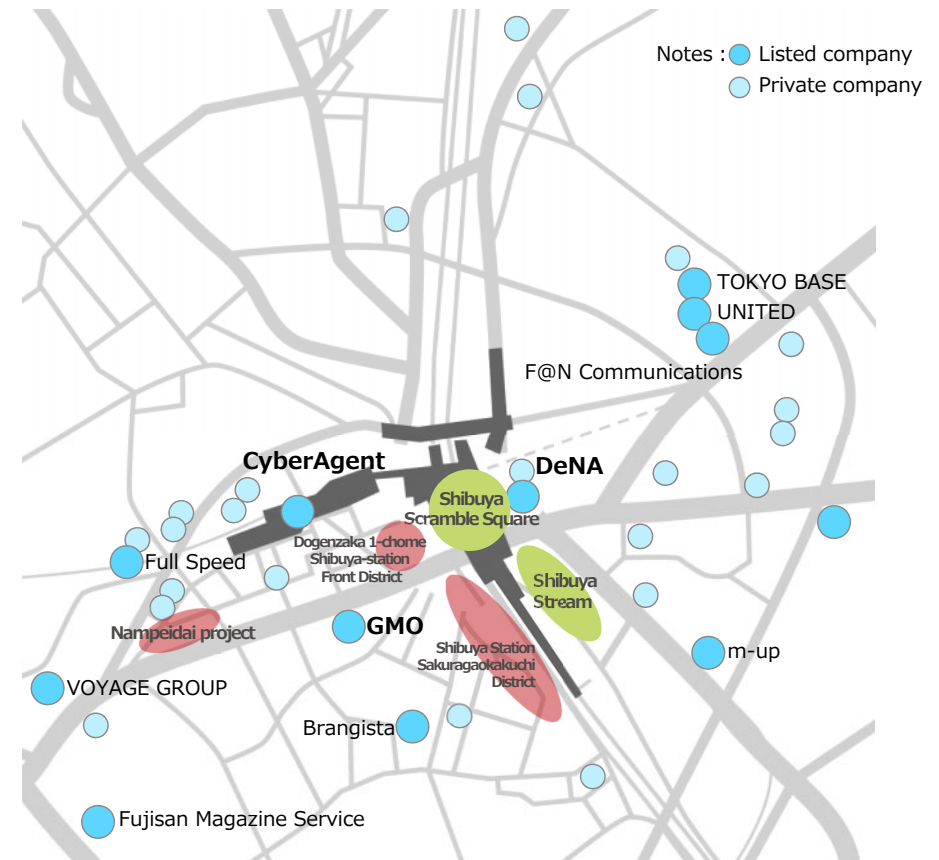 Notes : Listed company
Private company
TOKYO BASE
UNITED
F@N Communications
CyberAgent
DeNA
Shibuya
Scramble Square
Dogenzaka 1-chome
Shibuya-station
Front District
Full Speed
Shibuya
Stream
Nampeidai project
GMO
Shibuya Station
Sakuragaokakuchi
District
m-up
VOYAGE GROUP
Brangista
Fujisan Magazine Service